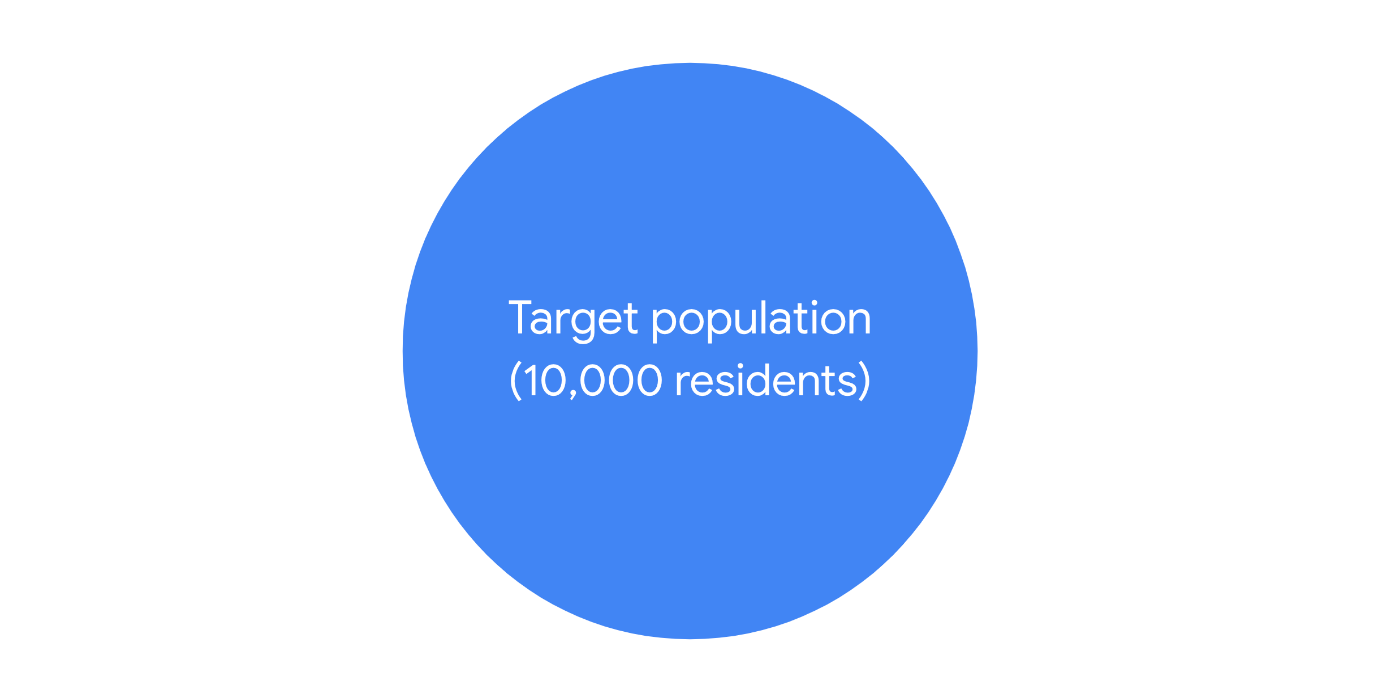 Target population
(10,000 residents)